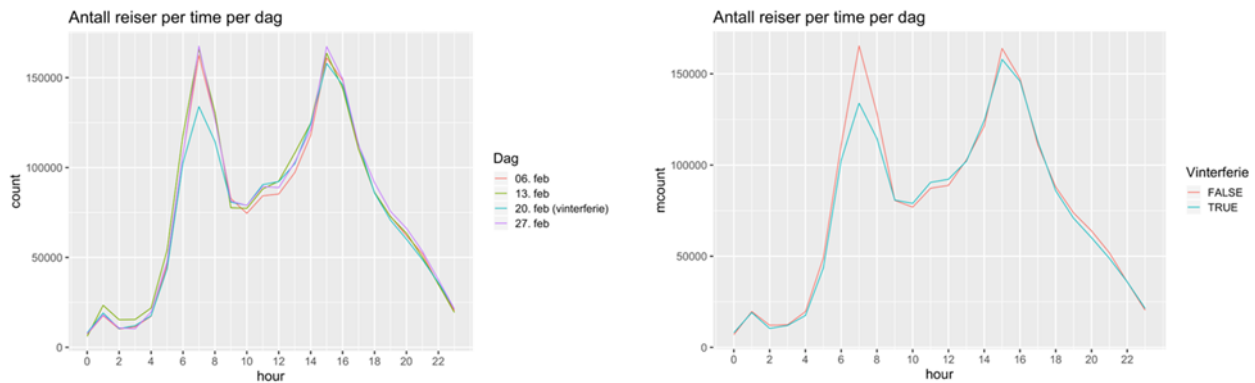 Antall reiser per time per dag
150000
100000
50000
0
count
0 2 4 6 8 10 12 14 16 18 20 22
hour
Dag
06. feb
13. feb
20. feb (vinterferie)
27. feb
Antall reiser per time per dag
150000
100000
50000
0
mcount
0 2 4 6 8 10 12 14 16 18 20 22
hour
Vinterferie
FALSE
TRUE